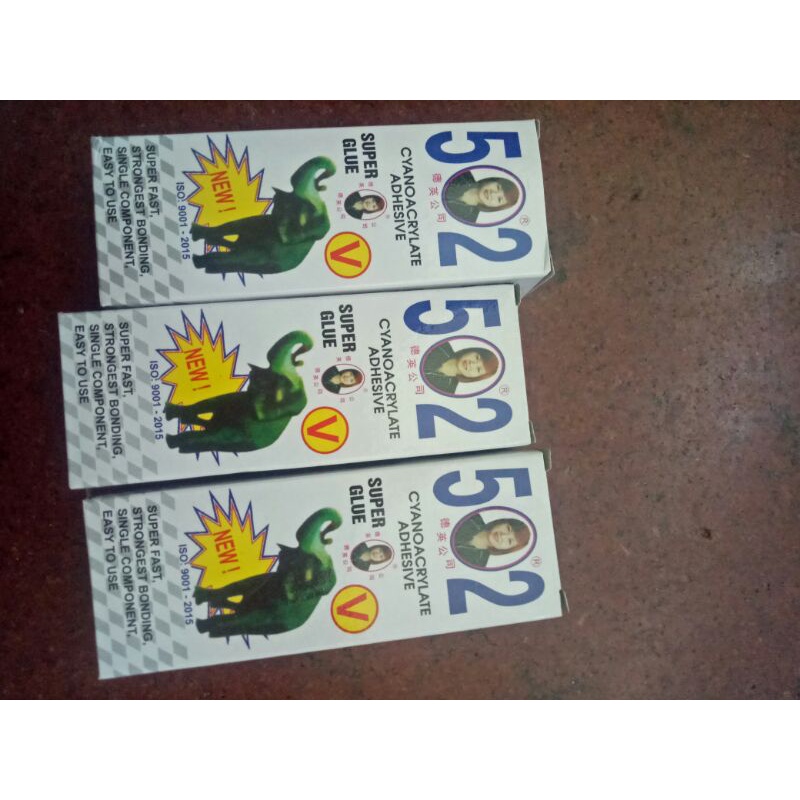 502
®
德英公司
CYANOACRYLATE
ADHESIVE
SUPER
GLUE
V
NEW!
ISO: 9001 - 2015
SUPER FAST,
STRONGEST BONDING,
SINGLE COMPONENT,
EASY TO USE
502
®
德英公司
CYANOACRYLATE
ADHESIVE
SUPER
GLUE
V
NEW!
ISO: 9001 - 2015
SUPER FAST,
STRONGEST BONDING,
SINGLE COMPONENT,
EASY TO USE
502
®
德英公司
CYANOACRYLATE
ADHESIVE
SUPER
GLUE
V
NEW!
ISO: 9001 - 2015
SUPER FAST,
STRONGEST BONDING,
SINGLE COMPONENT,
EASY TO USE